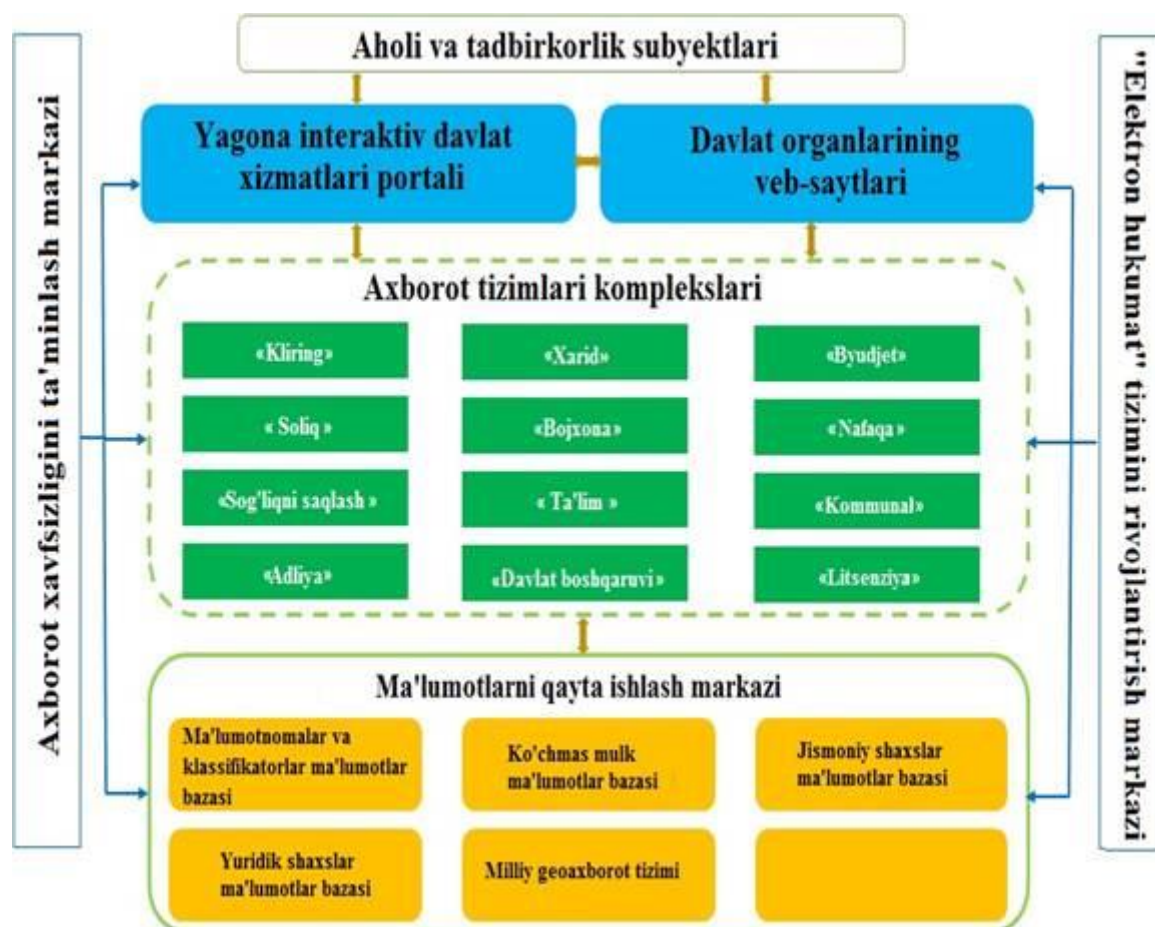 Aholi va tadbirkorlik subyektlari
Axborot xavfsizligini ta'minlash markazi
"Elektron hukumat" tizimini rivojlantirish markazi
Yagona interaktiv davlat
xizmatlari portali
Davlat organlarining
veb-saytlari
Axborot tizimlari komplekslari
«Kliring»
«Xarid»
«Byudjet»
« Soliq »
«Bojxona»
«Nafaqa»
«Sog'liqni saqlash »
« Ta'lim »
«Kommunal»
«Adliya»
«Davlat boshqaruvi»
«Litsenziya»
Ma'lumotlarni qayta ishlash markazi
Ma'lumotnomalar va
klassifikatorlar ma'lumotlar
bazasi
Ko'chmas mulk
ma'lumotlar bazasi
Jismoniy shaxslar
ma'lumotlar bazasi
Yuridik shaxslar
ma'lumotlar bazasi
Milliy geoaxborot tizimi